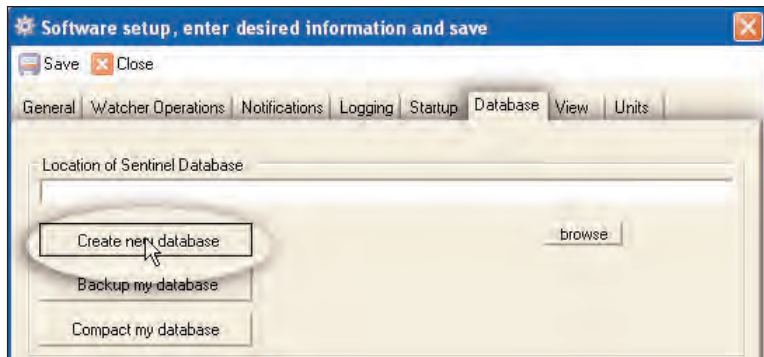 Software setup, enter desired information and save
Save Close
General Watcher Operations Notifications Logging Startup Database View Units
Location of Sentinel Database
Create new database
browse
Backup my database
Compact my database